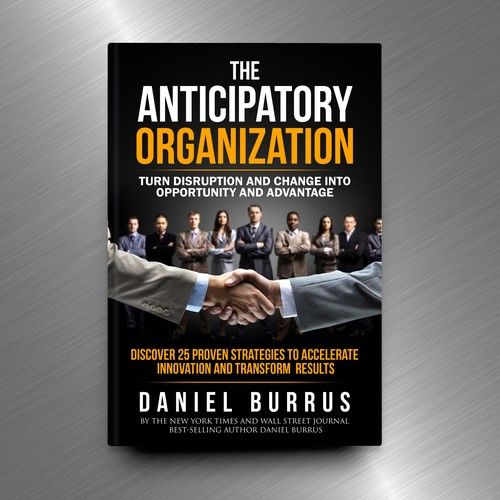 THE
ANTICIPATORY
ORGANIZATION
TURN DISRUPTION AND CHANGE INTO
OPPORTUNITY AND ADVANTAGE
DISCOVER 25 PROVEN STRATEGIES TO ACCELERATE
INNOVATION AND TRANSFORM RESULTS
DANIEL BURRUS
BY THE NEW YORK TIMES AND WALL STREET JOURNAL
BEST-SELLING AUTHOR DANIEL BURRUS